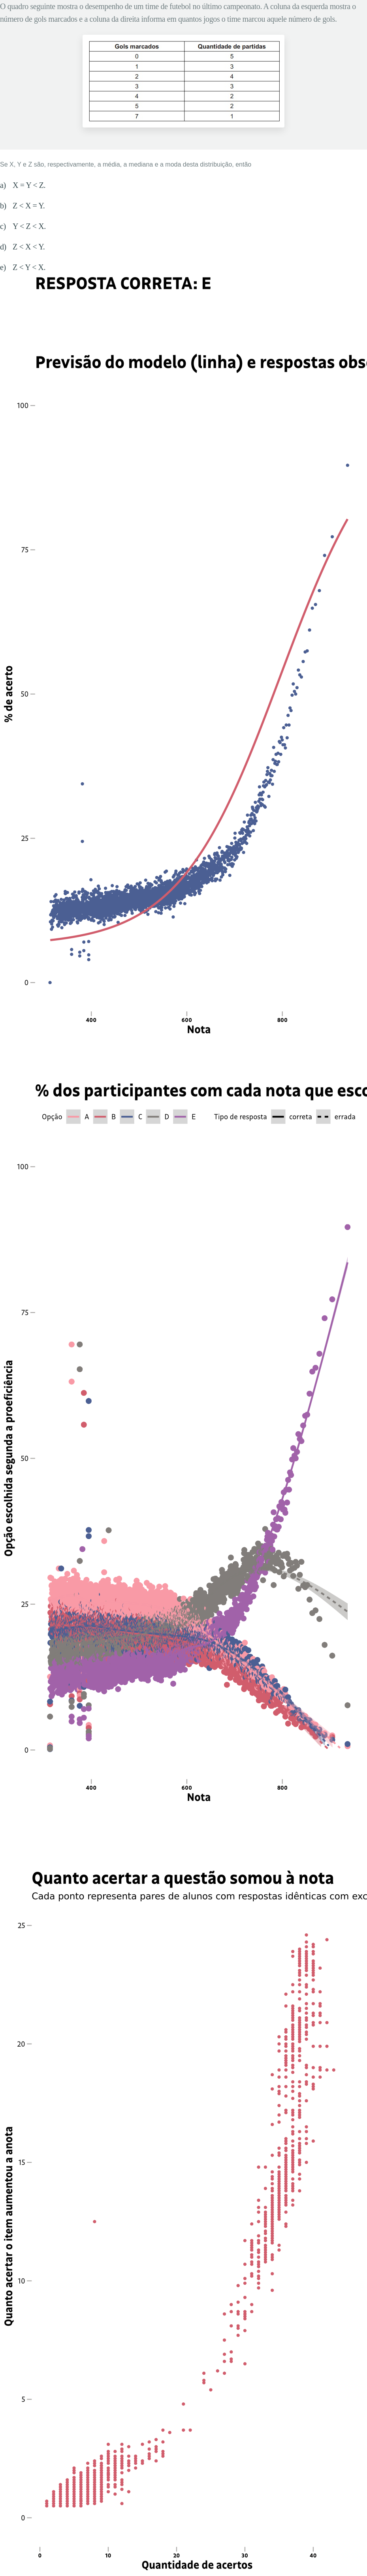 O quadro seguinte mostra o desempenho de um time de futebol no último campeonato. A coluna da esquerda mostra o
número de gols marcados e a coluna da direita informa em quantos jogos o time marcou aquele número de gols.
Gols marcados Quantidade de partidas
0 5
1 3
2 4
3 3
4 2
5 2
7 1
Se X, Y e Z são, respectivamente, a média, a mediana e a moda desta distribuição, então
a) X = Y < Z.
b) Z < X = Y.
c) Y < Z < X.
d) Z < X < Y.
e) Z < Y < X.
RESPOSTA CORRETA: E
Previsão do modelo (linha) e respostas obs
100
75
50
25
0
% de acerto
400 600 800
Nota
% dos participantes com cada nota que esco
Opção A B C D E Tipo de resposta correta errada
100
75
50
25
0
Opção escolhida segunda a proeficiência
400 600 800
Nota
Quanto acertar a questão somou à nota
Cada ponto representa pares de alunos com respostas idênticas com exc
25
20
15
10
5
0
Quanto acertar o item aumentou a anota
0 10 20 30 40
Quantidade de acertos